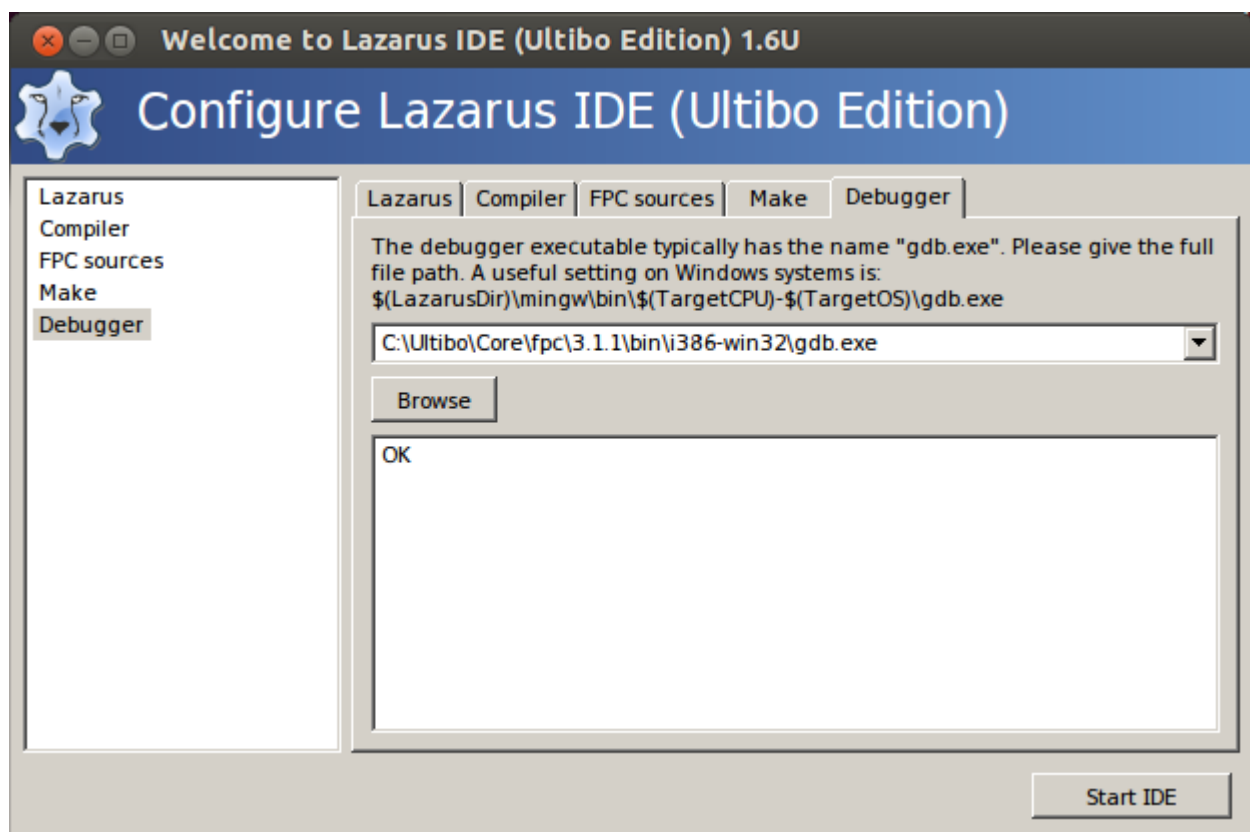 Welcome to Lazarus IDE (Ultibo Edition) 1.6U
Configure Lazarus IDE (Ultibo Edition)
Lazarus
Compiler
FPC sources
Make
Debugger
Lazarus Compiler FPC sources Make Debugger
The debugger executable typically has the name "gdb.exe". Please give the full
file path. A useful setting on Windows systems is:
$(LazarusDir)\mingw\bin\$(TargetCPU)-$(TargetOS)\gdb.exe
C:\Ultibo\Core\fpc\3.1.1\bin\i386-win32\gdb.exe
Browse
OK
Start IDE